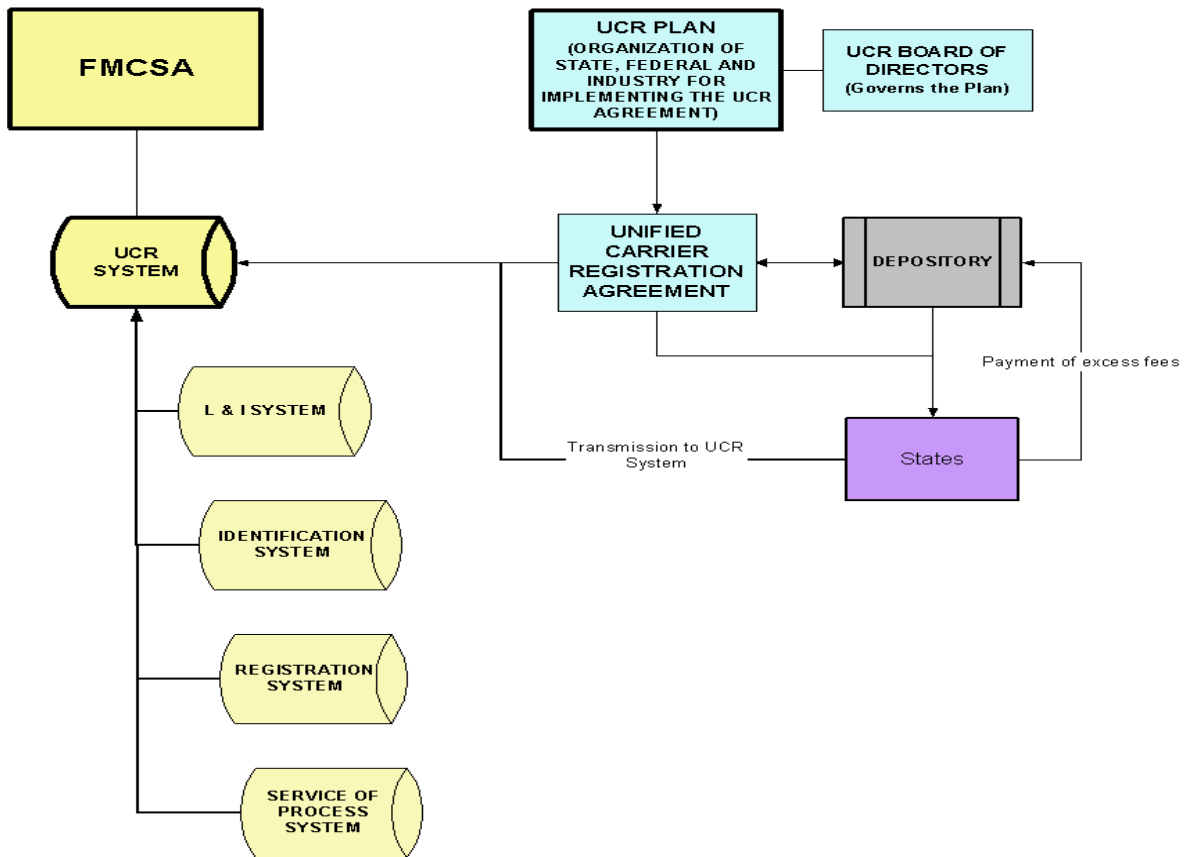 FMCSA
UCR PLAN
(ORGANIZATION OF
STATE, FEDERAL AND
INDUSTRY FOR
IMPLEMENTING THE UCR
AGREEMENT)
UCR BOARD OF
DIRECTORS
(Governs the Plan)
UCR
SYSTEM
UNIFIED
CARRIER
REGISTRATION
AGREEMENT
DEPOSITORY
Payment of excess fees
L & I SYSTEM
Transmission to UCR
System
States
IDENTIFICATION
SYSTEM
REGISTRATION
SYSTEM
SERVICE OF
PROCESS
SYSTEM